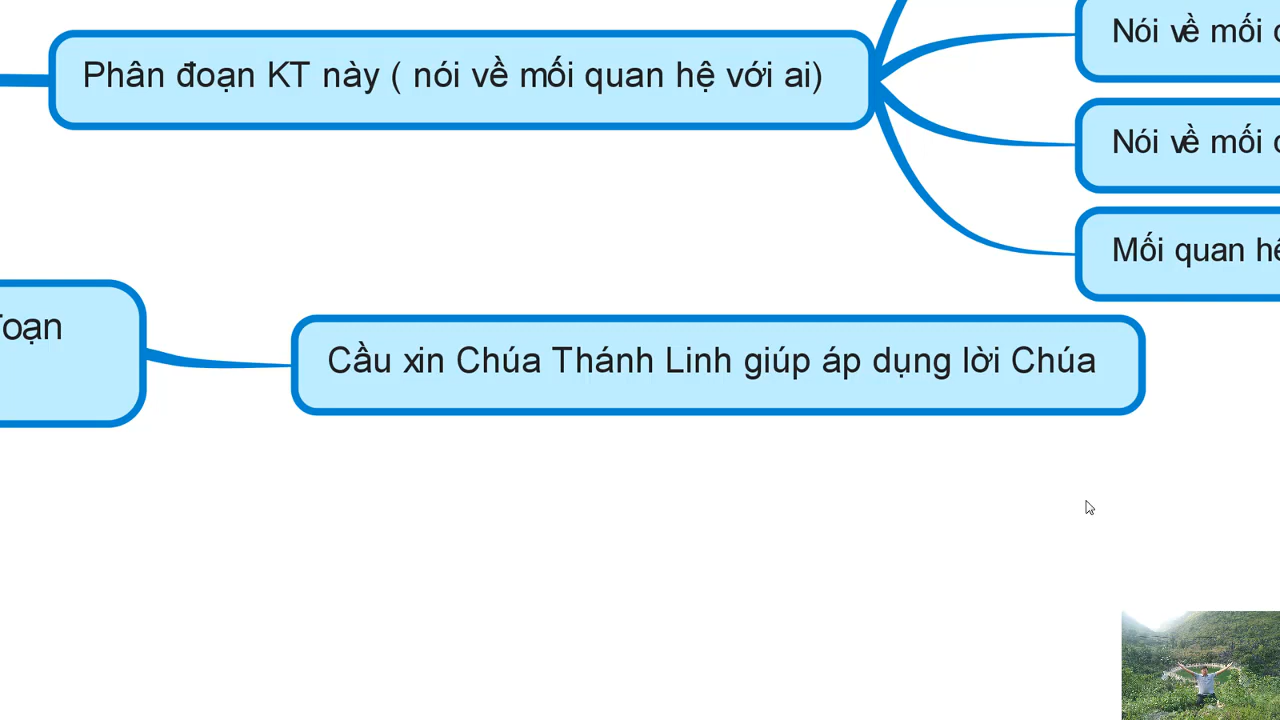 Nói về mối
Phân đoạn KT này ( nói về mối quan hệ với ai)
Nói về mối
Mối quan hê
Cầu xin Chúa Thánh Linh giúp áp dụng lời Chúa